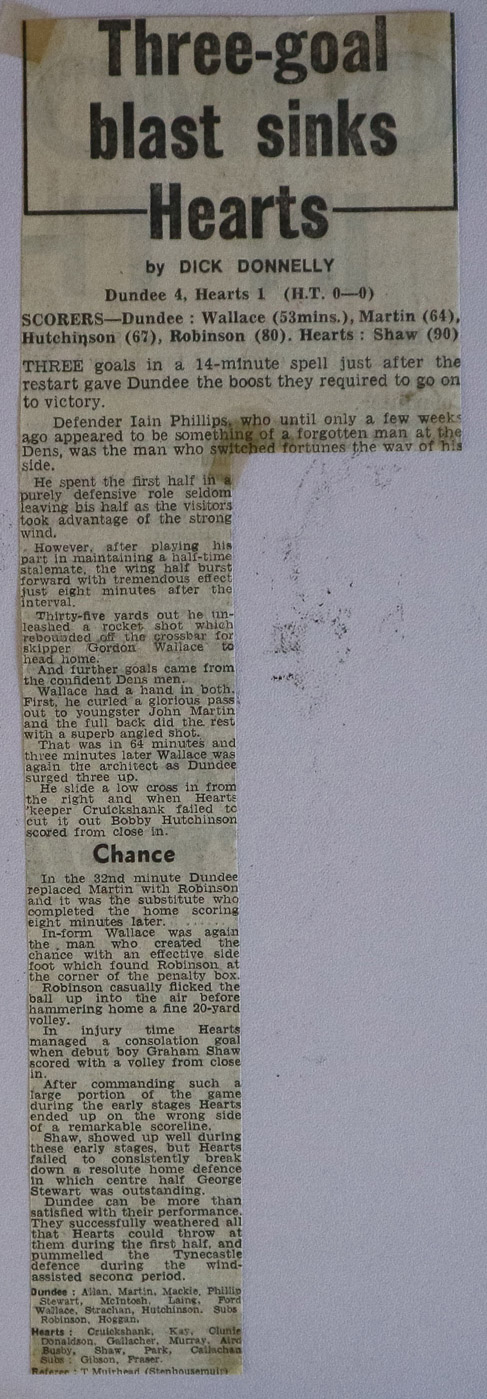 Three-goal
blast sinks
Hearts
by DICK DONNELLY
Dundee 4, Hearts 1 (H.T. 0—0)
SCORERS—Dundee : Wallace (53mins.), Martin (64),
Hutchinson (67), Robinson (80). Hearts : Shaw (90)
THREE goals in a 14-minute spell just after the
restart gave Dundee the boost they required to go on
to victory.
Defender Iain Phillips, who until only a few weeks
ago appeared to be something of a forgotten man at the
Dens, was the man who switched fortunes the way of his
side.
He spent the first half in a
purely defensive role seldom
leaving his half as the visitors
took advantage of the strong
wind.
However, after playing his
part in maintaining a half-time
stalemate, the wing half burst
forward with tremendous effect
just eight minutes after the
interval.
Thirty-five yards out he un-
leashed a rocket shot which
rebounded off the crossbar for
skipper Gordon Wallace to
head home.
And further goals came from
the confident Dens men.
Wallace had a hand in both.
First, he curled a glorious pass
out to youngster John Martin
and the full back did the rest
with a superb angled shot.
That was in 64 minutes and
three minutes later Wallace was
again the architect as Dundee
surged three up.
He slide a low cross in from
the right and when Hearts
'keeper Cruickshank failed to
cut it out Bobby Hutchinson
scored from close in.
Chance
In the 32nd minute Dundee
replaced Martin with Robinson
and it was the substitute who
completed the home scoring
eight minutes later.
In-form Wallace was again
the man who created the
chance with an effective side
foot which found Robinson at
the corner of the penalty box.
Robinson casually flicked the
ball up into the air before
hammering home a fine 20-yard
volley.
In injury time Hearts
managed a consolation goal
when debut boy Graham Shaw
scored with a volley from close
in.
After commanding such a
large portion of the game
during the early stages Hearts
ended up on the wrong side
of a remarkable scoreline.
Shaw, showed up well during
these early stages, but Hearts
failed to consistently break
down a resolute home defence
in which centre half George
Stewart was outstanding.
Dundee can be more than
satisfied with their performance.
They successfully weathered all
that Hearts could throw at
them during the first half, and
pummelled the Tynecastle
defence during the wind-
assisted second period.
Dundee : Allan, Martin, Mackie, Phillip
Stewart, McIntosh, Laing, Ford
Wallace, Strachan, Hutchinson. Subs
Robinson, Hoggan.
Hearts : Cruickshank, Kay, Clunie
Donaldson, Gallacher, Murray, Aird
Busby, Shaw, Park, Callachan
Subs : Gibson, Fraser.
Referee : T Muirhead (Stenhousemuir)